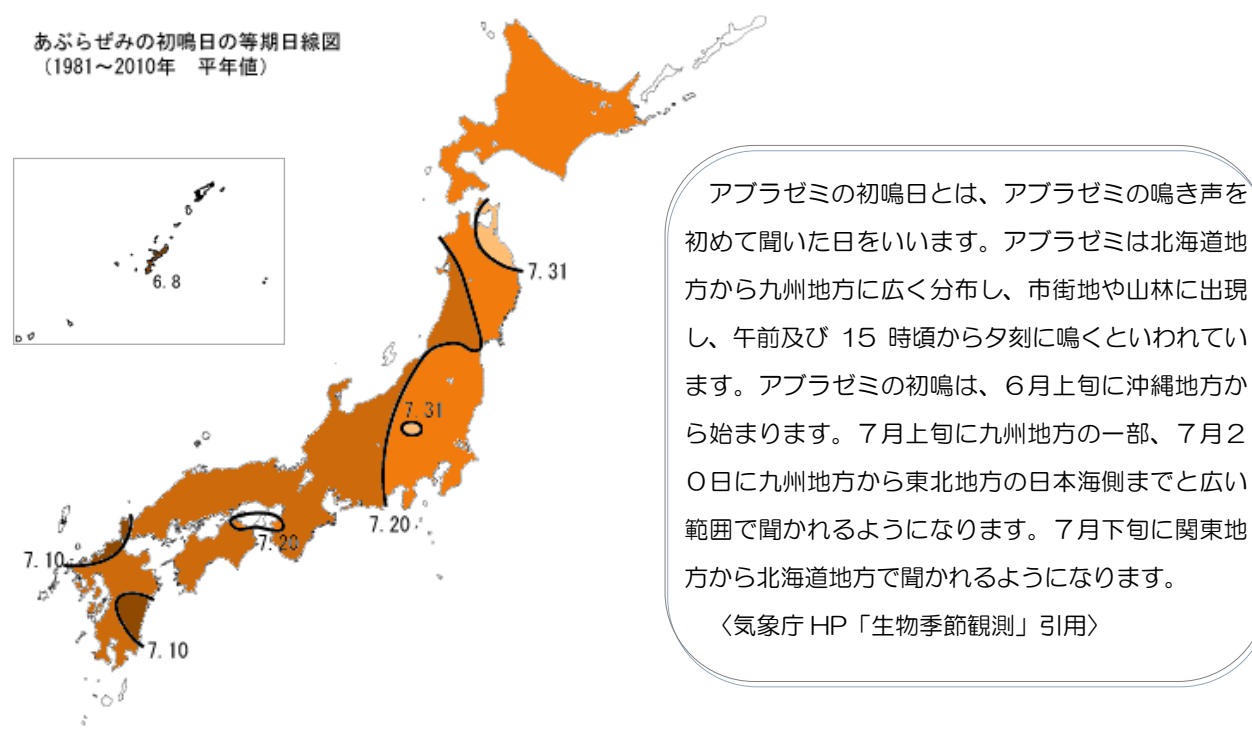 あぶらぜみの初鳴日の等期日線図
(1981～2010年 平年値)
6.8
7.31
7.31
7.20
7.20
7.10
7.10
アブラゼミの初鳴日とは、アブラゼミの鳴き声を
初めて聞いた日をいいます。アブラゼミは北海道地
方から九州地方に広く分布し、市街地や山林に出現
し、午前及び 15 時頃から夕刻に鳴くといわれてい
ます。アブラゼミの初鳴は、６月上旬に沖縄地方か
ら始まります。７月上旬に九州地方の一部、７月２
０日に九州地方から東北地方の日本海側までと広い
範囲で聞かれるようになります。７月下旬に関東地
方から北海道地方で聞かれるようになります。
〈気象庁 HP「生物季節観測」引用〉